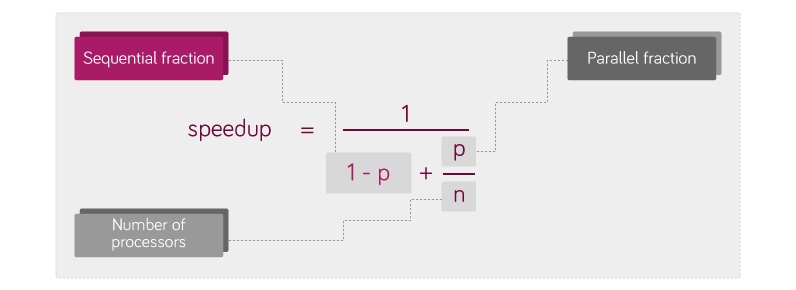 Sequential fraction
Parallel fraction
1
speedup =
1 - p + p
n
Number of
processors